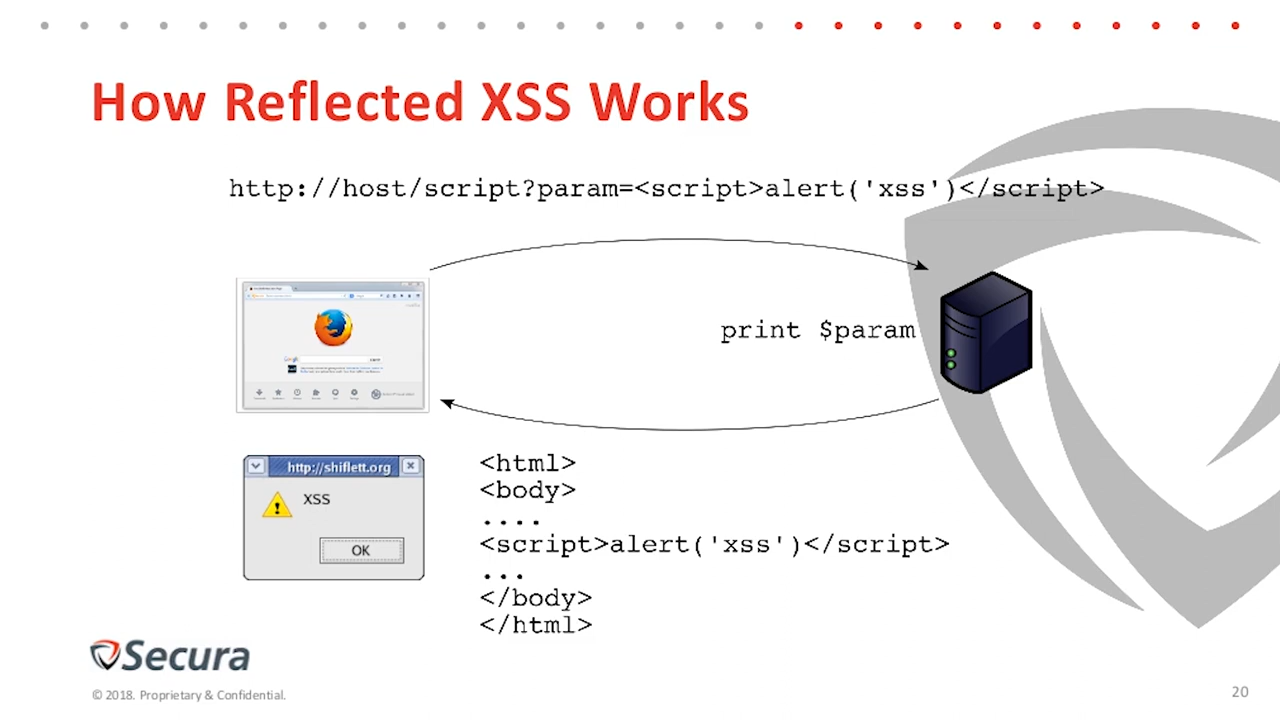 How Reflected XSS Works
http://host/script?param=<script>alert('xss')</script>
print $param
Google
http://shiflett.org
XSS
OK
<html>
<body>
....
<script>alert('xss')</script>
...
</body>
</html>
Secura
© 2018. Proprietary & Confidential.
20